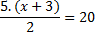 5. (x + 3)
2
= 20